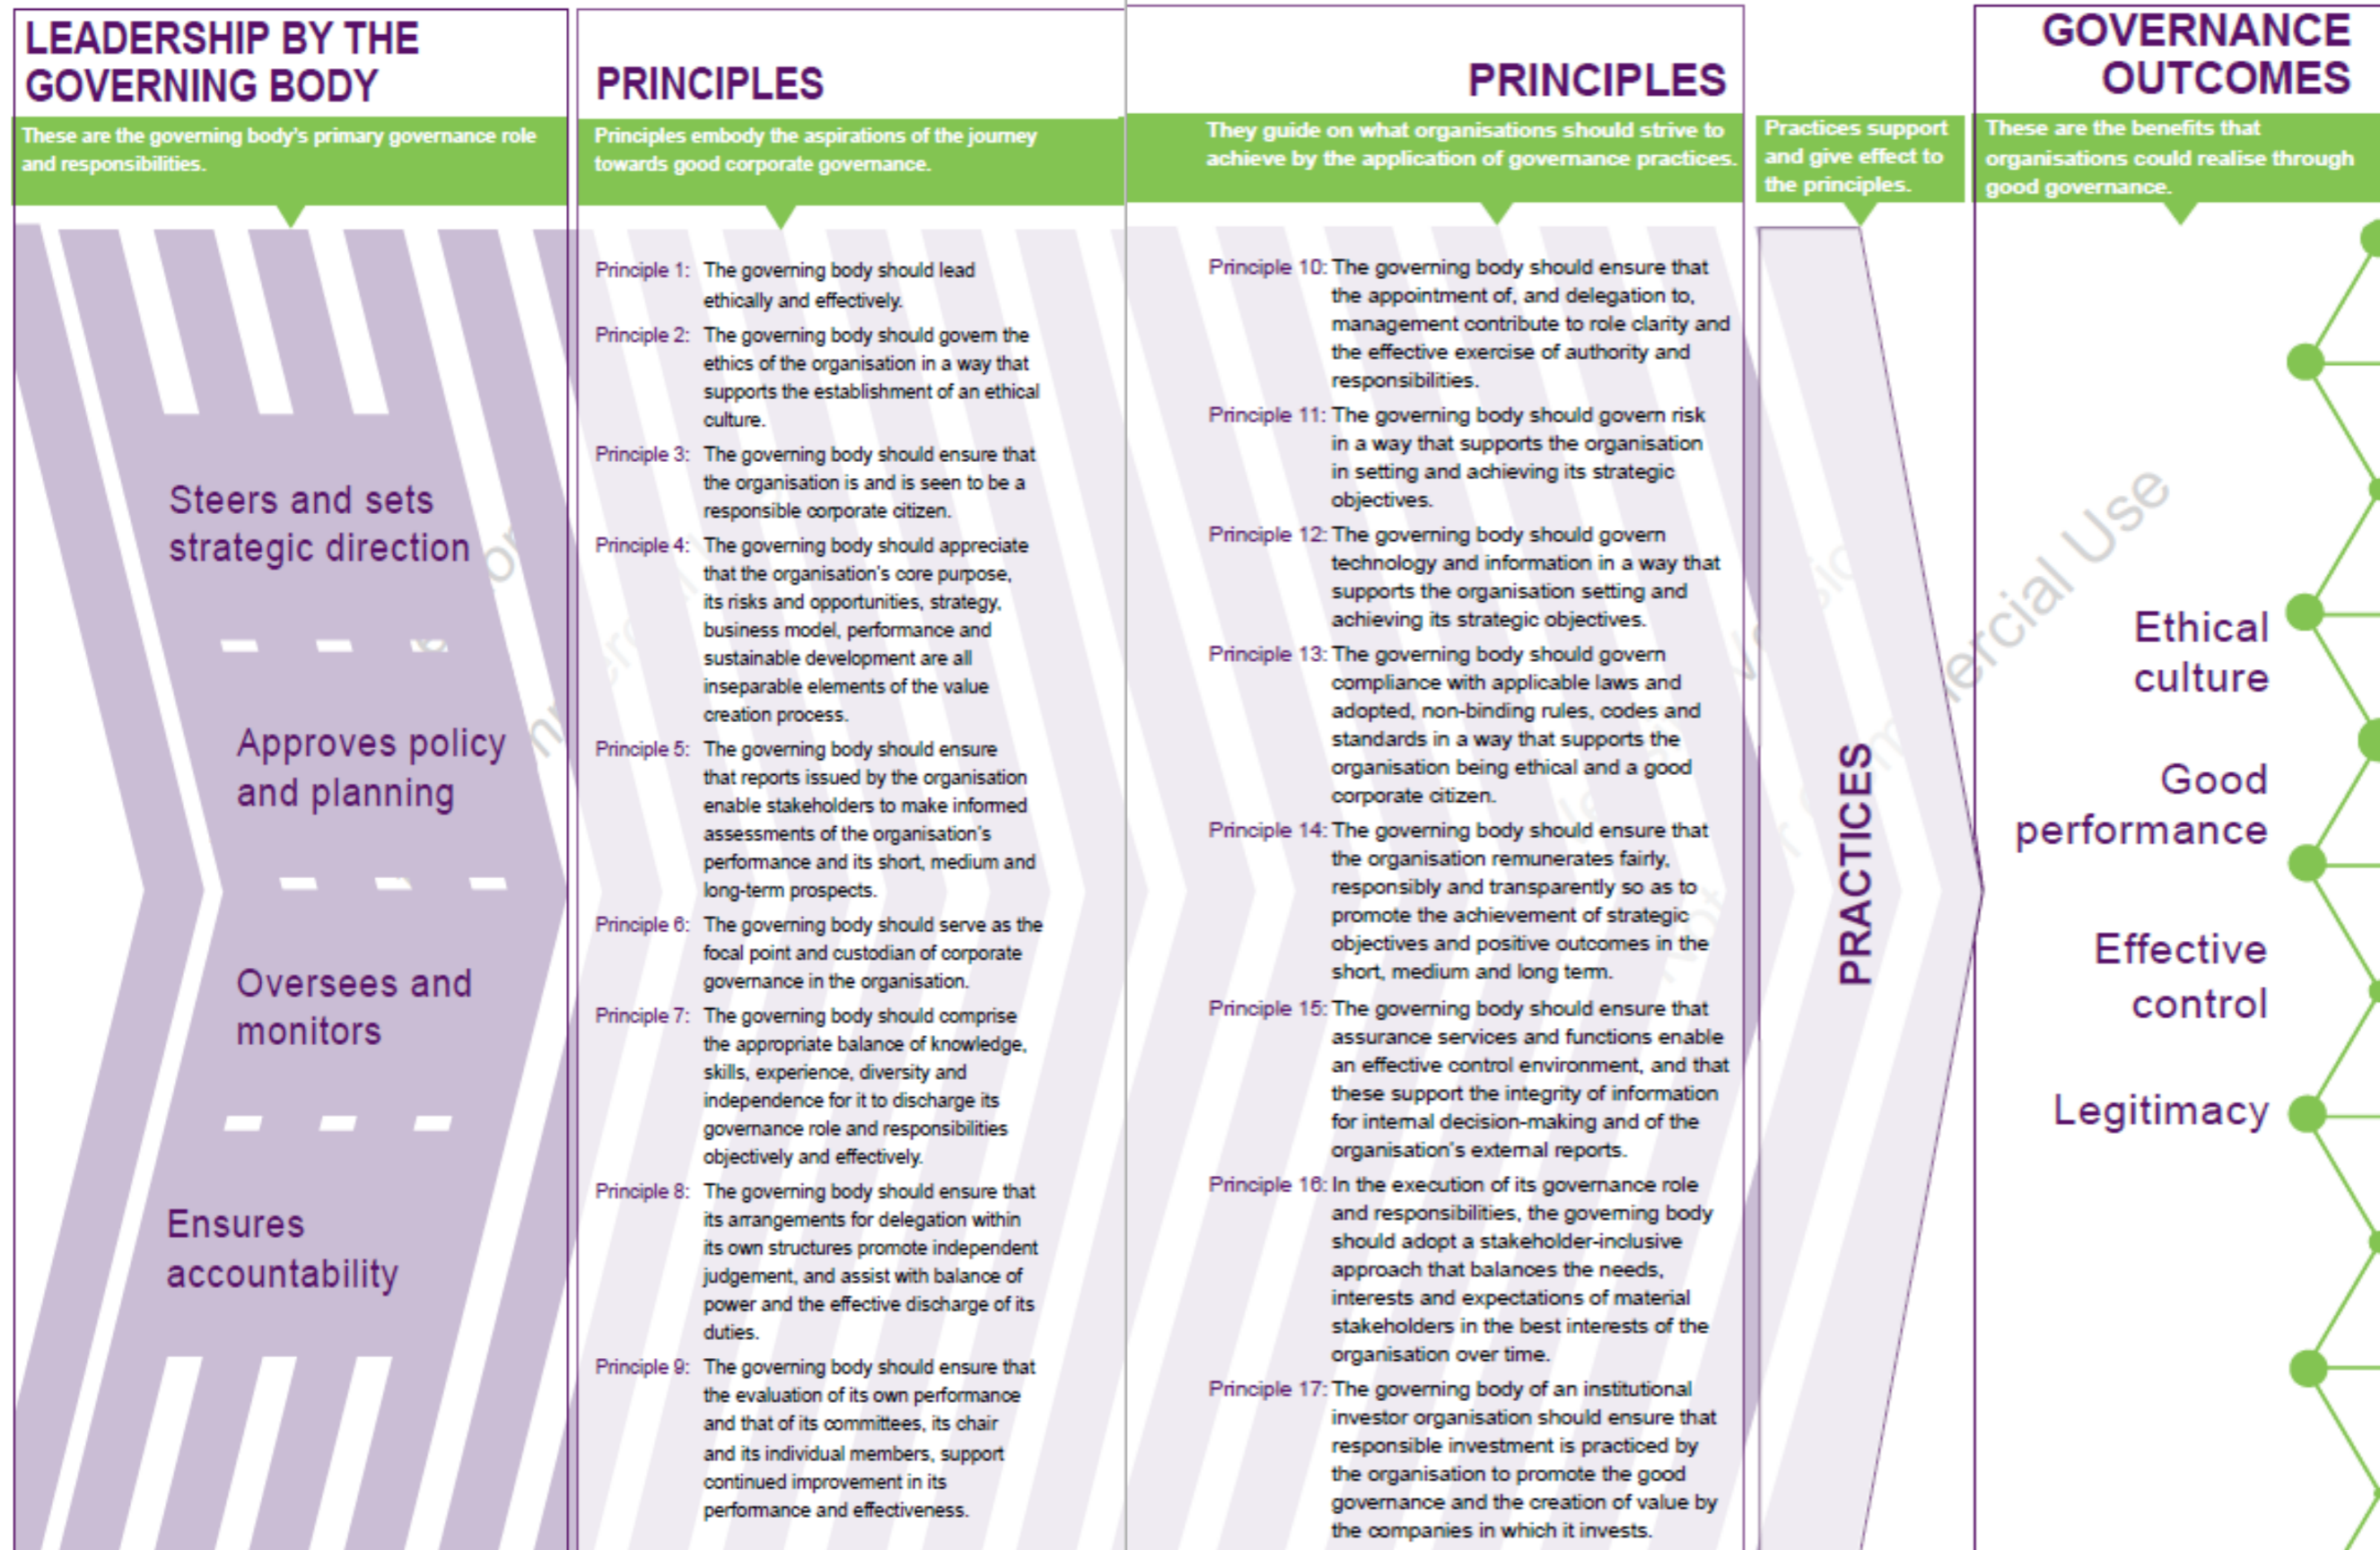 LEADERSHIP BY THE
GOVERNING BODY
These are the governing body's primary governance role
and responsibilities.
Steers and sets
strategic direction
Approves policy
and planning
Oversees and
monitors
Ensures
accountability
PRINCIPLES
Principles embody the aspirations of the journey
towards good corporate governance.
Principle 1: The governing body should lead
ethically and effectively.
Principle 2: The governing body should govern the
ethics of the organisation in a way that
supports the establishment of an ethical
culture.
Principle 3: The governing body should ensure that
the organisation is and is seen to be a
responsible corporate citizen.
Principle 4: The governing body should appreciate
that the organisation's core purpose,
its risks and opportunities, strategy,
business model, performance and
sustainable development are all
inseparable elements of the value
creation process.
Principle 5: The governing body should ensure
that reports issued by the organisation
enable stakeholders to make informed
assessments of the organisation's
performance and its short, medium and
long-term prospects.
Principle 6: The governing body should serve as the
focal point and custodian of corporate
governance in the organisation.
Principle 7: The governing body should comprise
the appropriate balance of knowledge,
skills, experience, diversity and
independence for it to discharge its
governance role and responsibilities
objectively and effectively.
Principle 8: The governing body should ensure that
its arrangements for delegation within
its own structures promote independent
judgement, and assist with balance of
power and the effective discharge of its
duties.
Principle 9: The governing body should ensure that
the evaluation of its own performance
and that of its committees, its chair
and its individual members, support
continued improvement in its
performance and effectiveness.
PRINCIPLES
They guide on what organisations should strive to
achieve by the application of governance practices.
Principle 10: The governing body should ensure that
the appointment of, and delegation to,
management contribute to role clarity and
the effective exercise of authority and
responsibilities.
Principle 11: The governing body should govern risk
in a way that supports the organisation
in setting and achieving its strategic
objectives.
Principle 12: The governing body should govern
technology and information in a way that
supports the organisation setting and
achieving its strategic objectives.
Principle 13: The governing body should govern
compliance with applicable laws and
adopted, non-binding rules, codes and
standards in a way that supports the
organisation being ethical and a good
corporate citizen.
Principle 14: The governing body should ensure that
the organisation remunerates fairly,
responsibly and transparently so as to
promote the achievement of strategic
objectives and positive outcomes in the
short, medium and long term.
Principle 15: The governing body should ensure that
assurance services and functions enable
an effective control environment, and that
these support the integrity of information
for internal decision-making and of the
organisation's external reports.
Principle 16: In the execution of its governance role
and responsibilities, the governing body
should adopt a stakeholder-inclusive
approach that balances the needs,
interests and expectations of material
stakeholders in the best interests of the
organisation over time.
Principle 17: The governing body of an institutional
investor organisation should ensure that
responsible investment is practiced by
the organisation to promote the good
governance and the creation of value by
the companies in which it invests.
Practices support
and give effect to
the principles.
PRACTICES
GOVERNANCE
OUTCOMES
These are the benefits that
organisations could realise through
good governance.
Ethical
culture
Good
performance
Effective
control
Legitimacy
Use